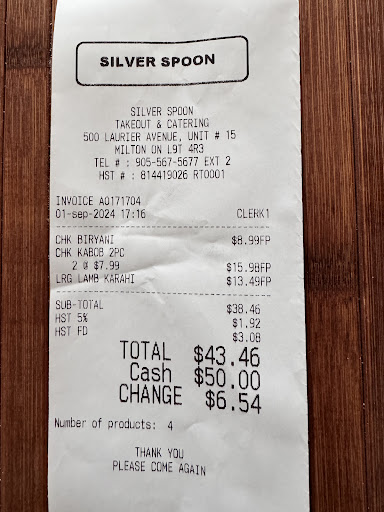 SILVER SPOON
SILVER SPOON
TAKEOUT & CATERING
500 LAURIER AVENUE, UNIT # 15
MILTON ON L9T 4R3
TEL # : 905-567-5677 EXT 2
HST # : 814419026 RT0001
INVOICE A0171704
01-sep-2024 17:16 CLERK1
CHK BIRYANI $8.99FP
CHK KABOB 2PC
2 @ $7.99 $15.98FP
LRG LAMB KARAHI $13.49FP
SUB-TOTAL $38.46
HST 5% $1.92
HST FD $3.08
TOTAL $43.46
Cash $50.00
CHANGE $6.54
Number of products: 4
THANK YOU
PLEASE COME AGAIN